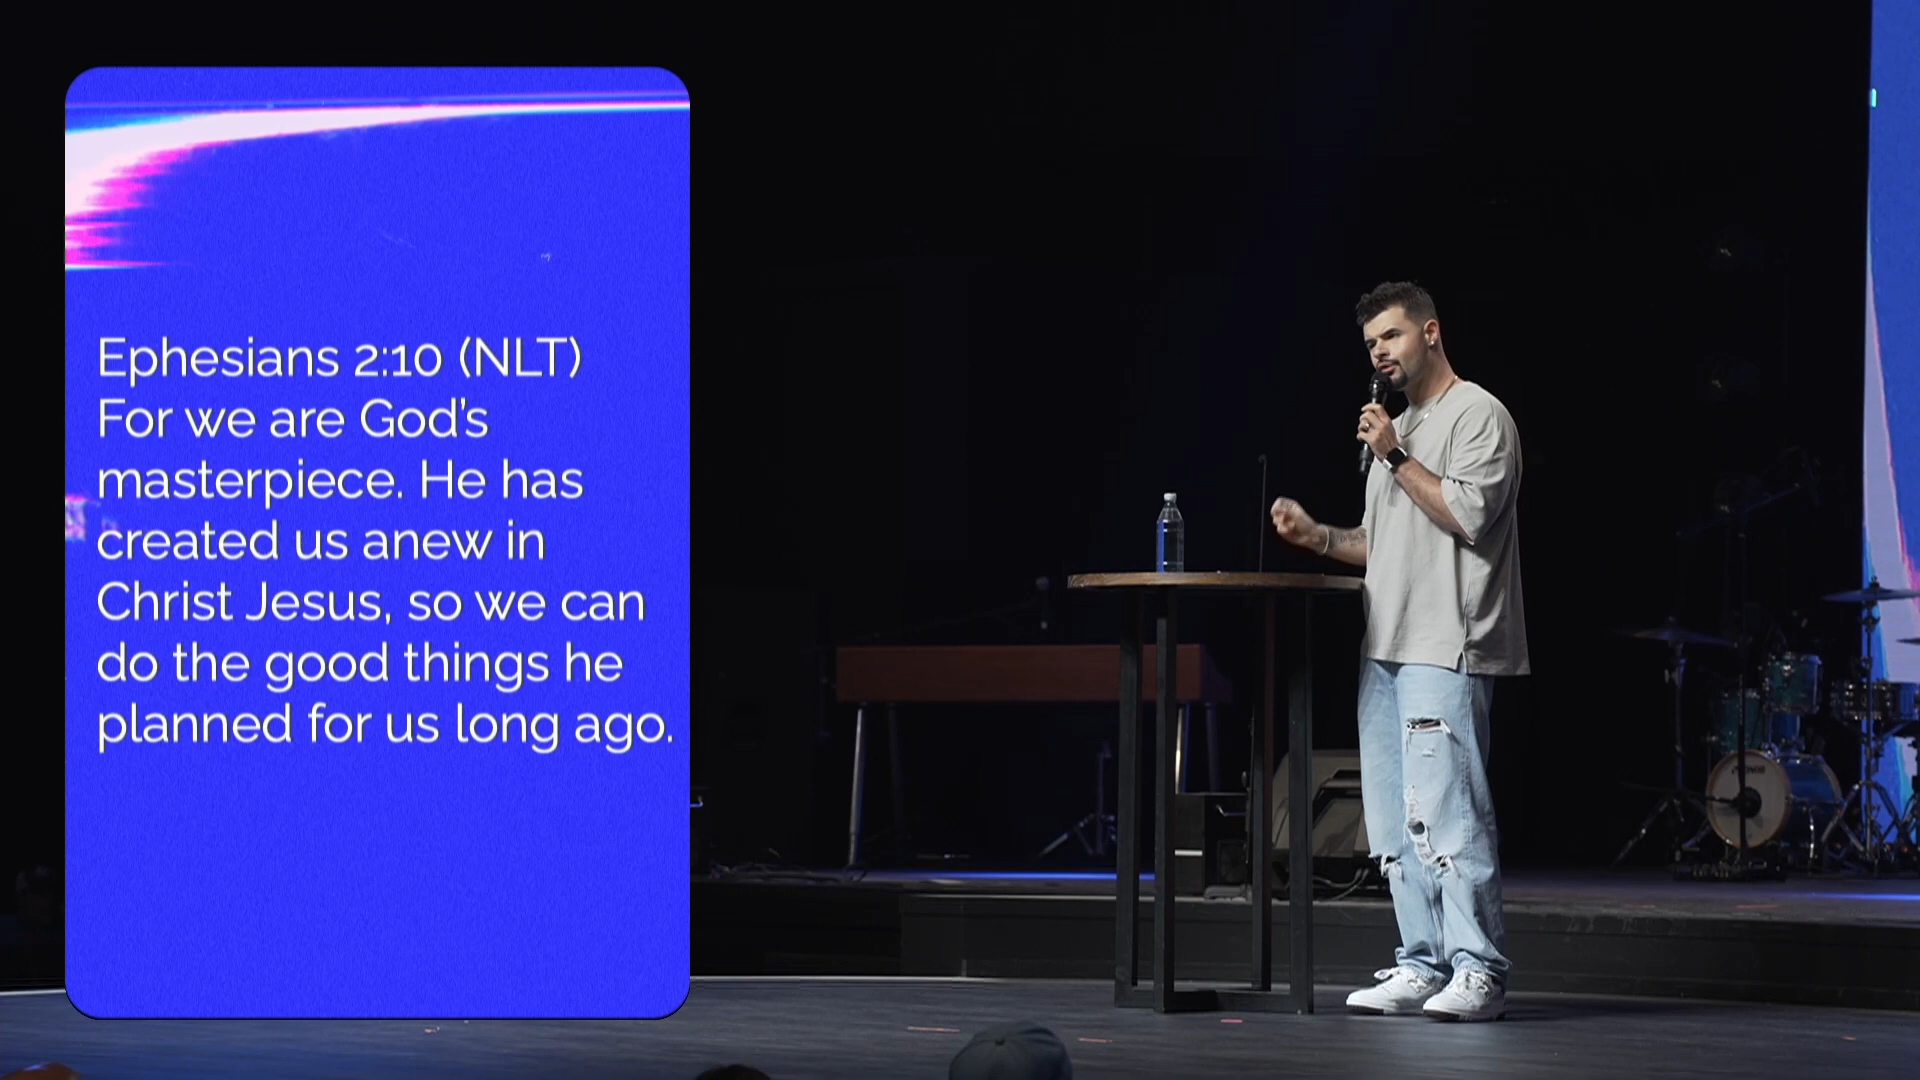 Ephesians 2:10 (NLT)
For we are God's
masterpiece. He has
created us anew in
Christ Jesus, so we can
do the good things he
planned for us long ago.